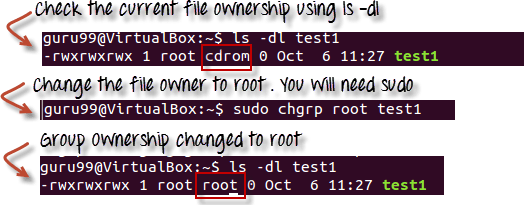 Check the current file ownership using ls -dl
guru99@VirtualBox:~$ ls -dl test1
-rwxrwxrwx 1 root cdrom 0 Oct  6 11:27 test1
Change the file owner to root . You will need sudo
guru99@VirtualBox:~$ sudo chgrp root test1
Group Ownership changed to root
guru99@VirtualBox:~$ ls -dl test1
-rwxrwxrwx 1 root root 0 Oct  6 11:27 test1